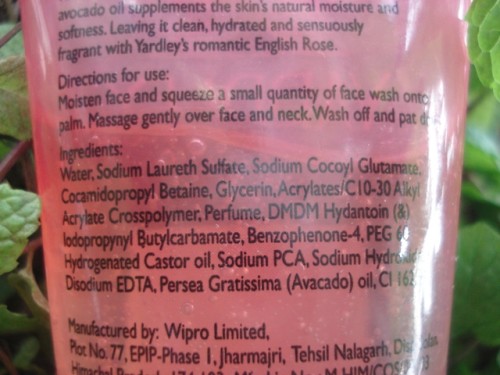 avocado oil supplements the skin's natural moisture and
softness. Leaving it clean, hydrated and sensuously
fragrant with Yardley's romantic English Rose.
Directions for use:
Moisten face and squeeze a small quantity of face wash onto
palm. Massage gently over face and neck. Wash off and pat
Ingredients:
Water, Sodium Laureth Sulfate, Sodium Cocoyl Glutamate,
Cocamidopropyl Betaine, Glycerin, Acrylates/C10-30 Alkyl
Acrylate Crosspolymer, Perfume, DMDM Hydantoin (&)
Iodopropynyl Butylcarbamate, Benzophenone-4, PEG
Hydrogenated Castor oil, Sodium PCA, Sodium
Disodium EDTA, Persea Gratissima (Avacado) oil, CI
Manufactured by: Wipro Limited,
Plot No. 77, EPIP-Phase I, Jharmajri, Tehsil Nalagarh,